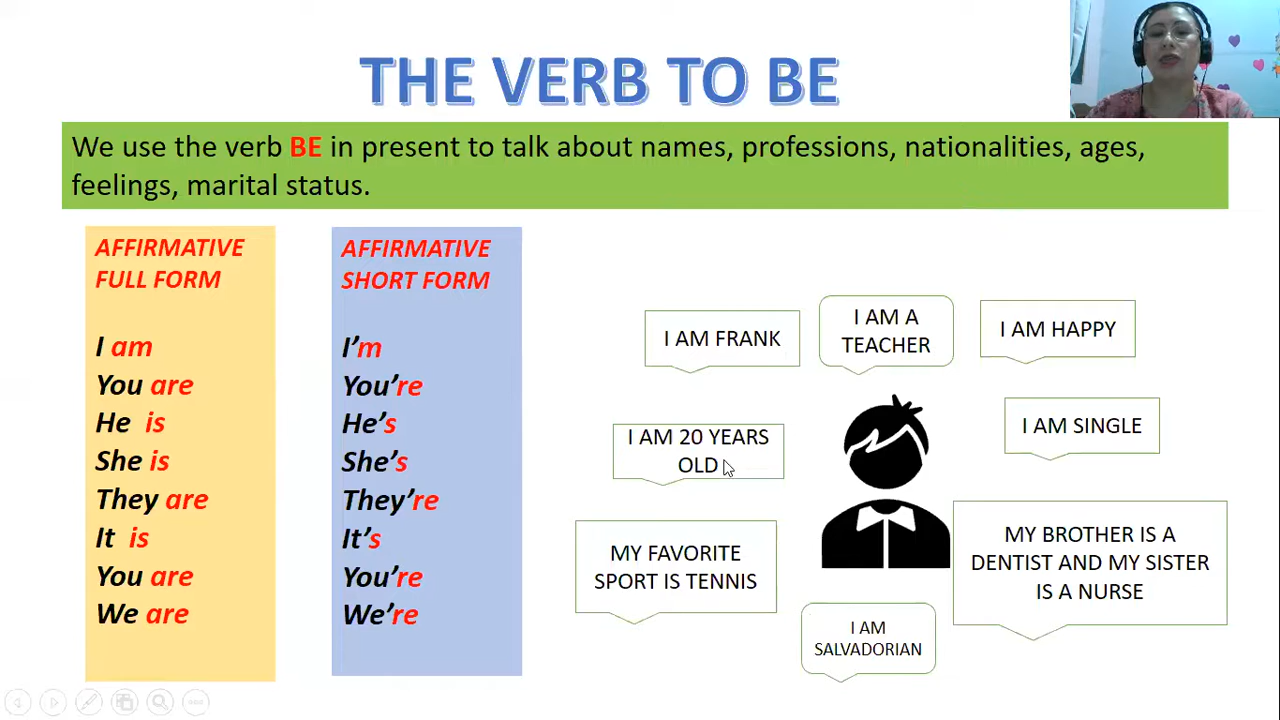 THE VERB TO BE
We use the verb BE in present to talk about names, professions, nationalities, ages,
feelings, marital status.
AFFIRMATIVE
FULL FORM
I am
You are
He is
She is
They are
It is
You are
We are
AFFIRMATIVE
SHORT FORM
I'm
You're
He's
She's
They're
It's
You're
We're
I AM FRANK
I AM A
TEACHER
I AM HAPPY
I AM 20 YEARS
OLD
I AM SINGLE
MY FAVORITE
SPORT IS TENNIS
MY BROTHER IS A
DENTIST AND MY SISTER
IS A NURSE
I AM
SALVADORIAN